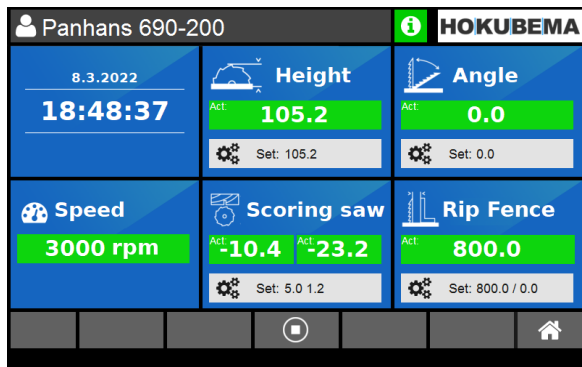 Panhans 690-200
i
HOKUBEMA
8.3.2022
18:48:37
Height
Act:
105.2
Set: 105.2
Angle
Act:
0.0
Set: 0.0
Speed
3000 rpm
Scoring saw
Act: -10.4 Act: -23.2
Set: 5.0 1.2
Rip Fence
Act:
800.0
Set: 800.0 / 0.0